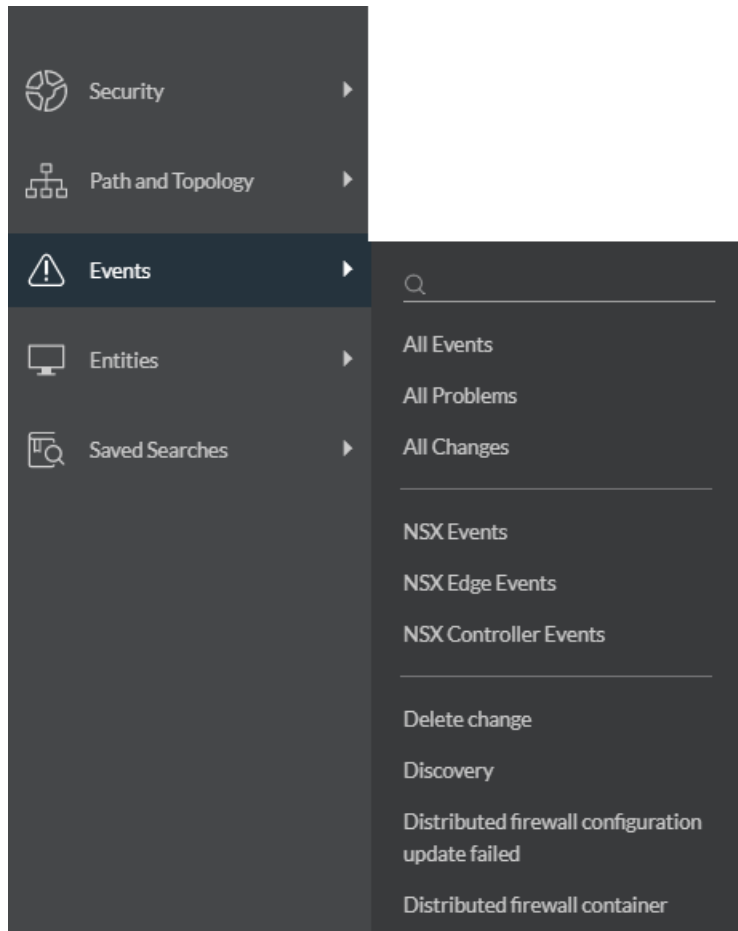 Security
Path and Topology
Events
Entities
Saved Searches
All Events
All Problems
All Changes
NSX Events
NSX Edge Events
NSX Controller Events
Delete change
Discovery
Distributed firewall configuration
update failed
Distributed firewall container